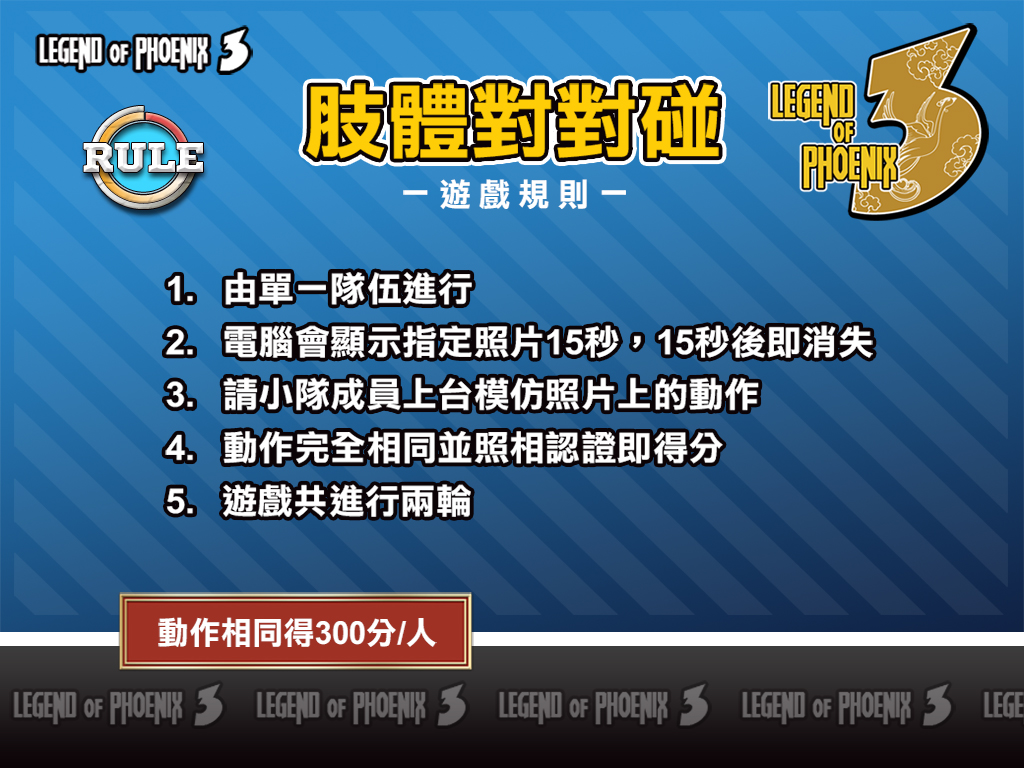 LEGEND OF PHOENIX 3
肢體對對碰
LEGEND OF PHOENIX 3
RULE
一遊戲規則一
1. 由單一隊伍進行
2. 電腦會顯示指定照片15秒，15秒後即消失
3. 請小隊成員上台模仿照片上的動作
4. 動作完全相同並照相認證即得分
5. 遊戲共進行兩輪
動作相同得300分/人
LEGEND OF PHOENIX 3 LEGEND OF PHOENIX 3 LEGEND OF PHOENIX 3 LEGEND OF PHOENIX 3 LEGE